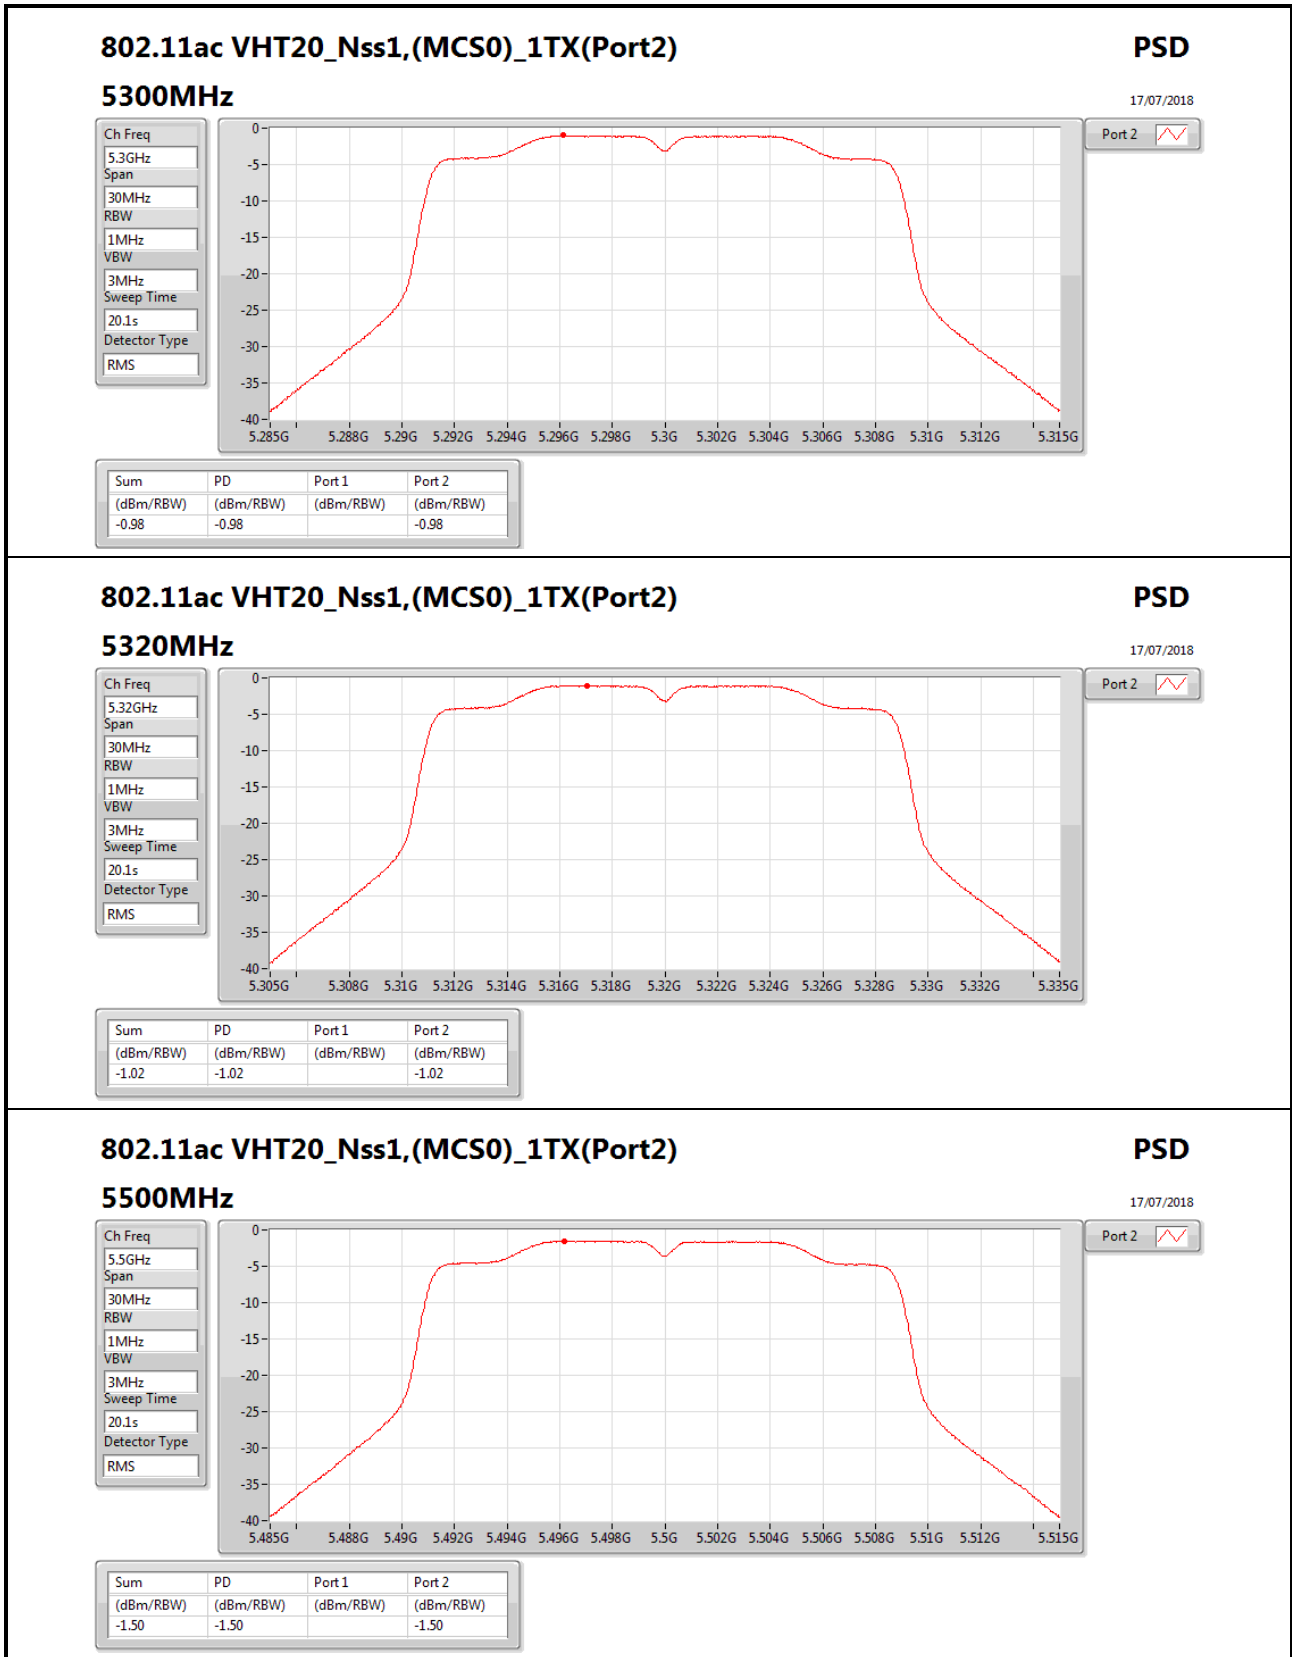 802.11ac VHT20_Nss1,(MCS0)_1TX(Port2) PSD
5300MHz 17/07/2018
Ch Freq
5.3GHz
Span
30MHz
RBW
1MHz
VBW
3MHz
Sweep Time
20.1s
Detector Type
RMS
0
-5
-10
-15
-20
-25
-30
-35
-40
5.285G 5.288G 5.29G 5.292G 5.294G 5.296G 5.298G 5.3G 5.302G 5.304G 5.306G 5.308G 5.31G 5.312G 5.315G
Port 2
Sum PD Port 1 Port 2
(dBm/RBW) (dBm/RBW) (dBm/RBW) (dBm/RBW)
-0.98 -0.98 -0.98
802.11ac VHT20_Nss1,(MCS0)_1TX(Port2) PSD
5320MHz 17/07/2018
Ch Freq
5.32GHz
Span
30MHz
RBW
1MHz
VBW
3MHz
Sweep Time
20.1s
Detector Type
RMS
0
-5
-10
-15
-20
-25
-30
-35
-40
5.305G 5.308G 5.31G 5.312G 5.314G 5.316G 5.318G 5.32G 5.322G 5.324G 5.326G 5.328G 5.33G 5.332G 5.335G
Port 2
Sum PD Port 1 Port 2
(dBm/RBW) (dBm/RBW) (dBm/RBW) (dBm/RBW)
-1.02 -1.02 -1.02
802.11ac VHT20_Nss1,(MCS0)_1TX(Port2) PSD
5500MHz 17/07/2018
Ch Freq
5.5GHz
Span
30MHz
RBW
1MHz
VBW
3MHz
Sweep Time
20.1s
Detector Type
RMS
0
-5
-10
-15
-20
-25
-30
-35
-40
5.485G 5.488G 5.49G 5.492G 5.494G 5.496G 5.498G 5.5G 5.502G 5.504G 5.506G 5.508G 5.51G 5.512G 5.515G
Port 2
Sum PD Port 1 Port 2
(dBm/RBW) (dBm/RBW) (dBm/RBW) (dBm/RBW)
-1.50 -1.50 -1.50